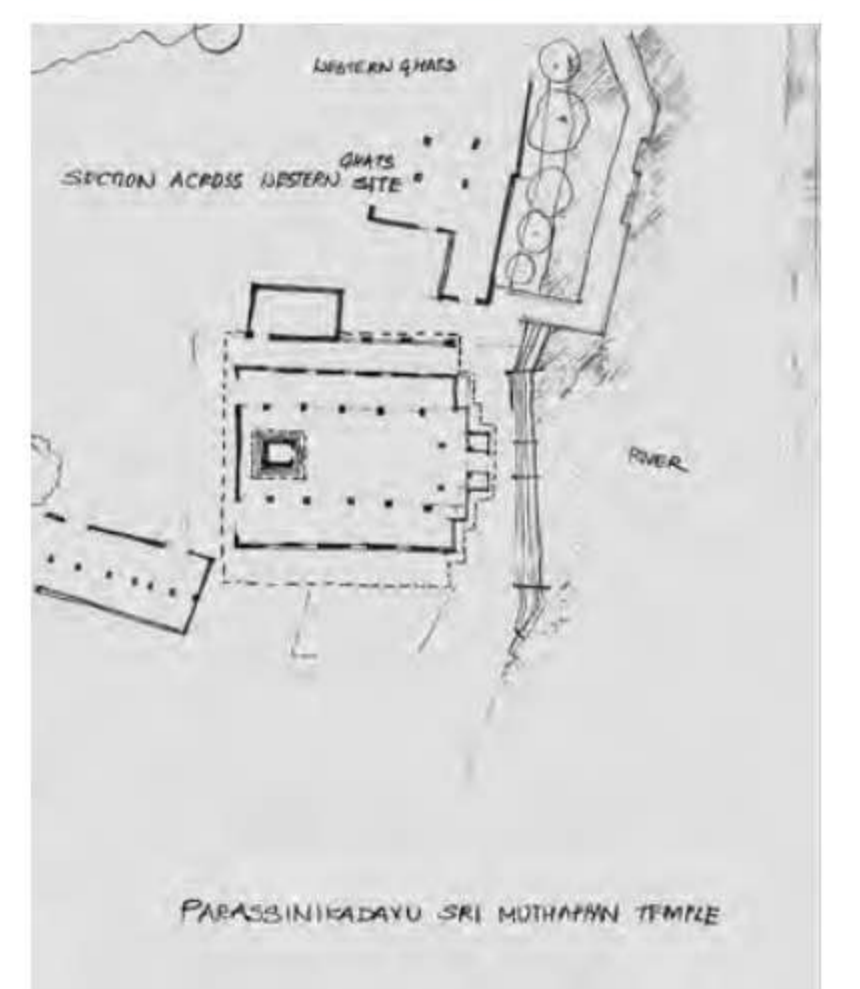 WESTERN GHATS
GHATS
SECTION ACROSS WESTERN SITE
RIVER
PARASSINIKADAVU SRI MUTHAPPAN TEMPLE